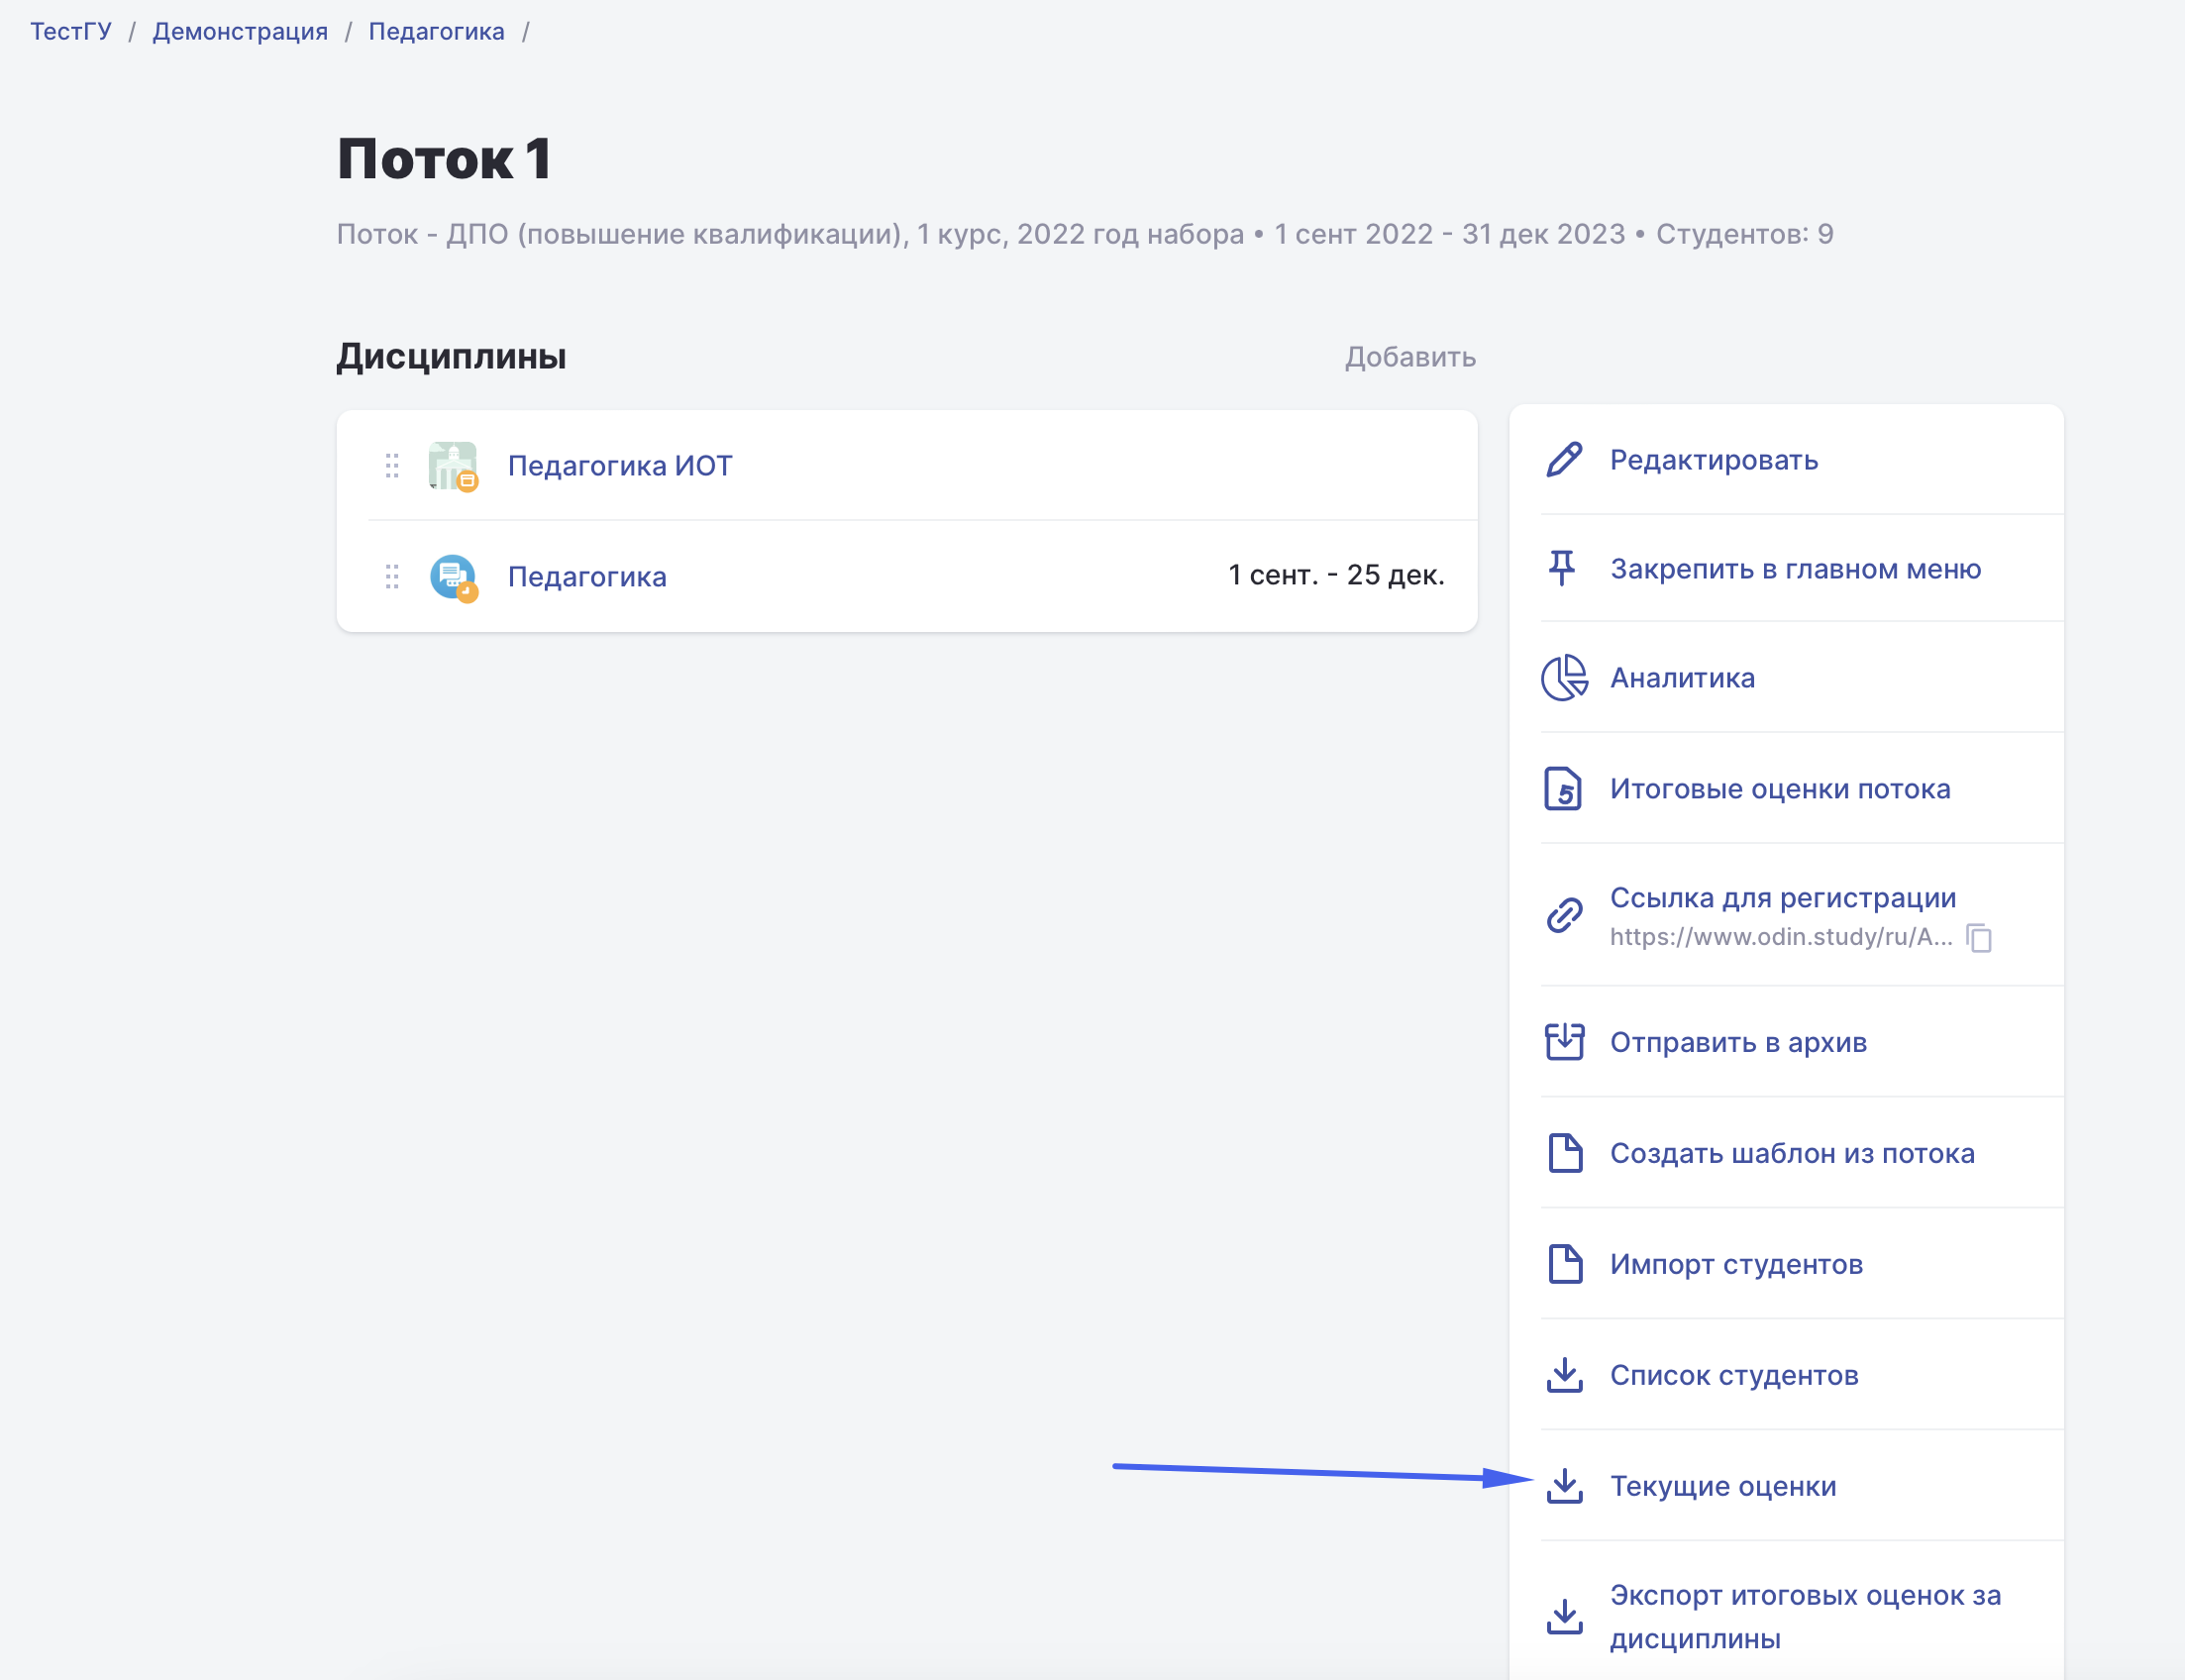 ТестГУ / Демонстрация / Педагогика /
Поток 1
Поток - ДПО (повышение квалификации), 1 курс, 2022 год набора • 1 сент 2022 - 31 дек 2023 • Студентов: 9
Дисциплины
Добавить
Педагогика ИОТ
Педагогика
1 сент. - 25 дек.
Редактировать
Закрепить в главном меню
Аналитика
5
Итоговые оценки потока
Ссылка для регистрации
https://www.odin.study/ru/A...
Отправить в архив
Создать шаблон из потока
Импорт студентов
Список студентов
Текущие оценки
Экспорт итоговых оценок за
дисциплины